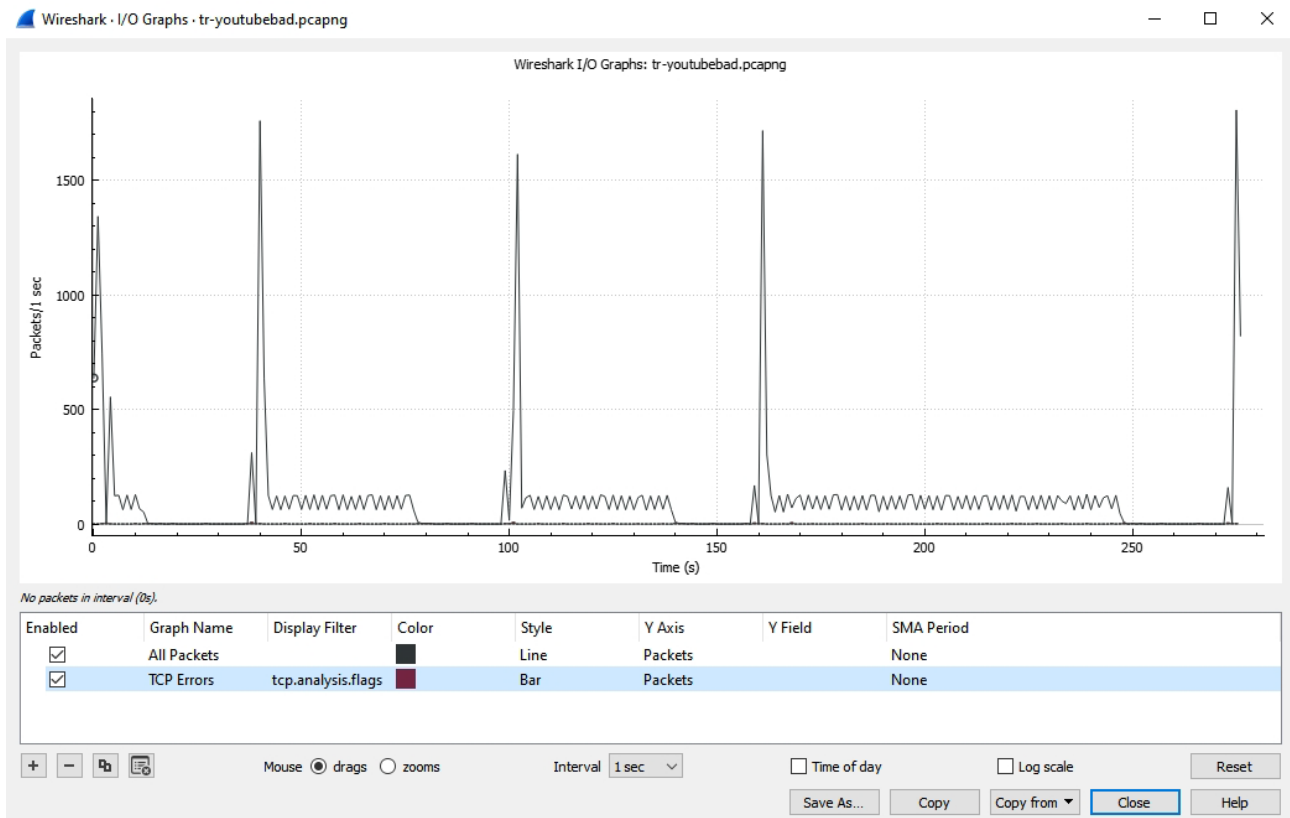 Wireshark · I/O Graphs · tr-youtubebad.pcapng
Wireshark I/O Graphs: tr-youtubebad.pcapng
Packets/1 sec
1500
1000
500
0
0 50 100 150 200 250
Time (s)
No packets in interval (0s).
Enabled Graph Name Display Filter Color Style Y Axis Y Field SMA Period
All Packets Line Packets None
TCP Errors tcp.analysis.flags Bar Packets None
Mouse drags zooms Interval 1 sec Time of day Log scale Reset
Save As... Copy Copy from Close Help